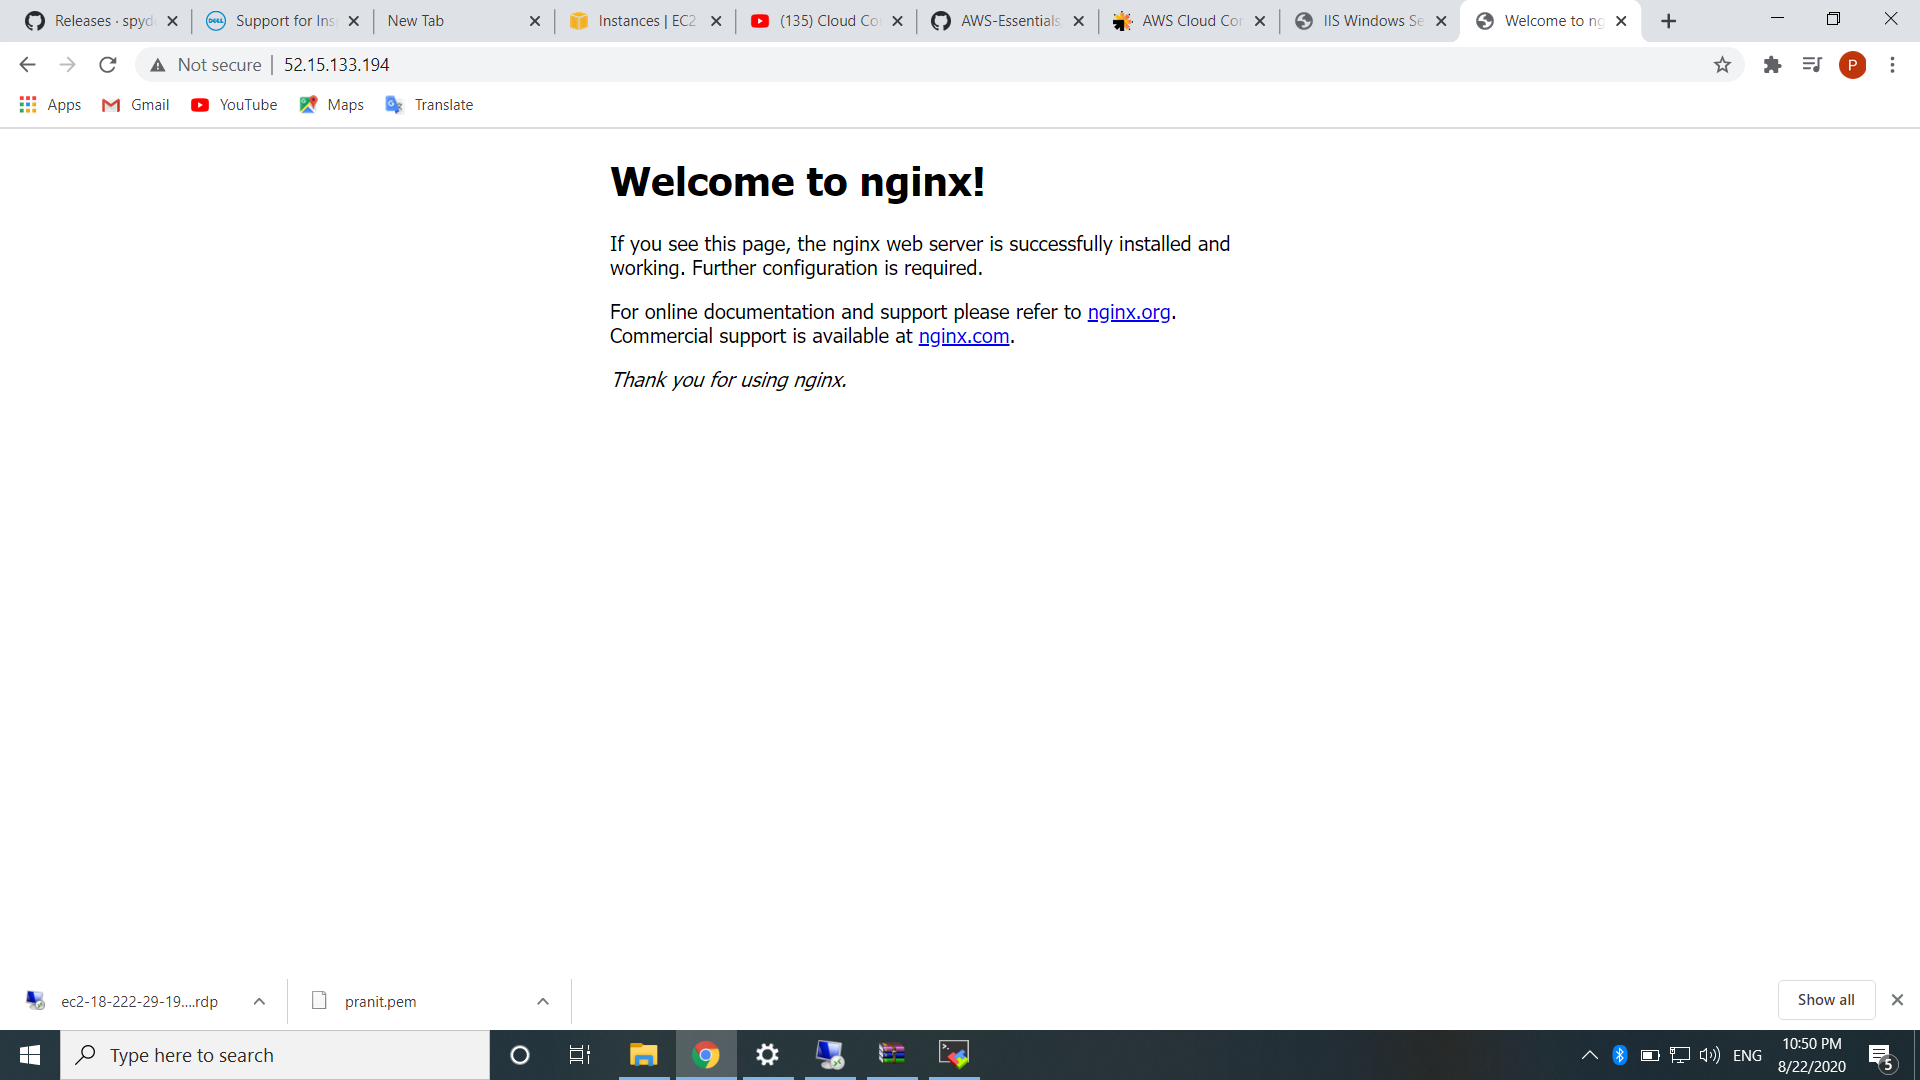 Releases · spyd
Support for Ins
New Tab
Instances | EC2
(135) Cloud Co
AWS-Essentials
AWS Cloud Cor
IIS Windows Se
Welcome to ng
Not secure
52.15.133.194
P
Apps
Gmail
YouTube
Maps
Translate
Welcome to nginx!
If you see this page, the nginx web server is successfully installed and
working. Further configuration is required.
For online documentation and support please refer to nginx.org.
Commercial support is available at nginx.com.
Thank you for using nginx.
ec2-18-222-29-19....rdp
pranit.pem
Show all
Type here to search
ENG
10:50 PM
8/22/2020
5